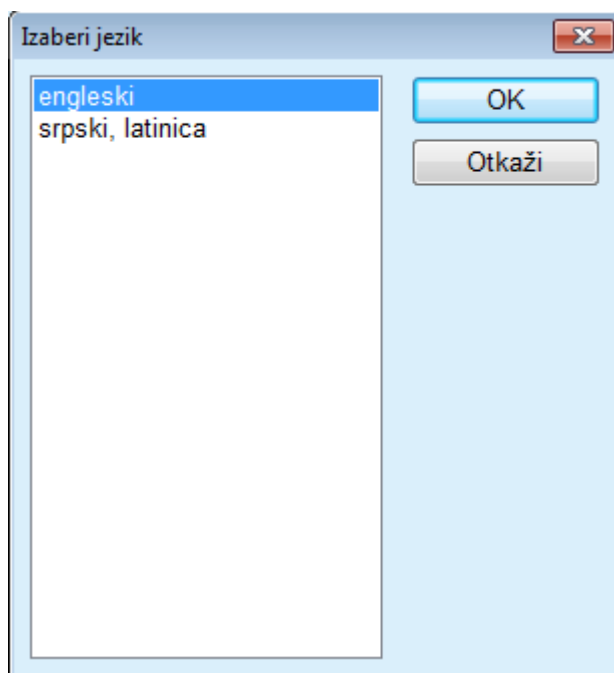 Izaberi jezik
engleski
srpski, latinica
OK
Otkaži